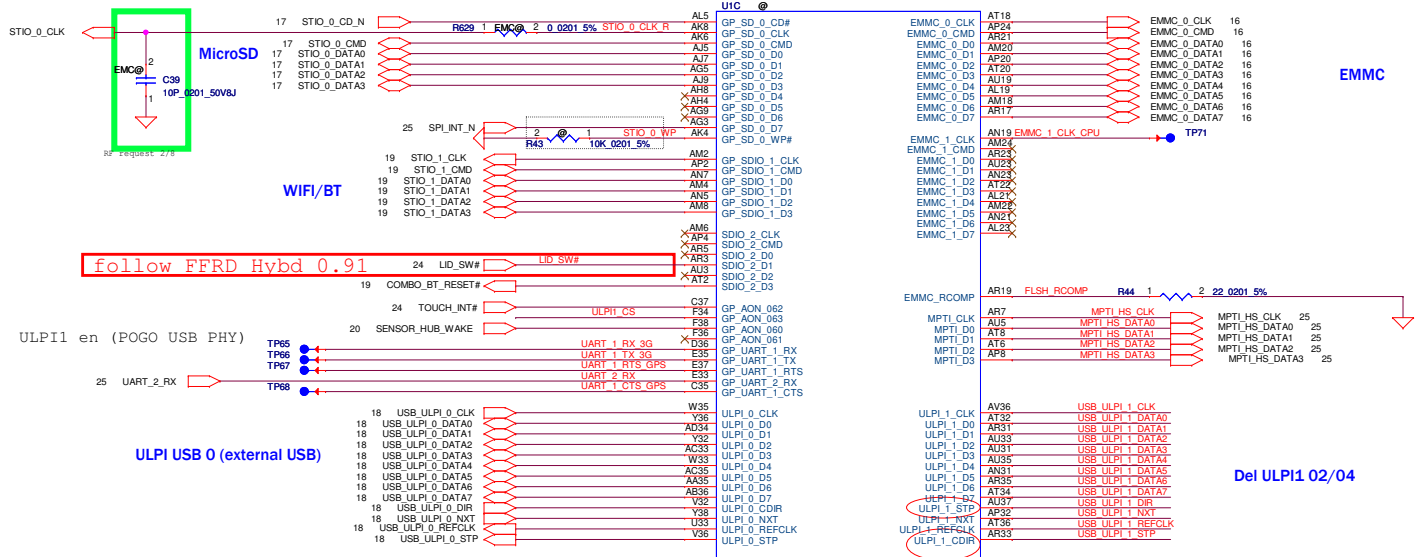 U1C @
17 STIO_0_CD_N AL5 GP_SD_0_CD#
STIO_0_CLK R629 1 EMC@ 2 0_0201_5% STIO_0_CLK_R AK8 GP_SD_0_CLK
MicroSD
17 STIO_0_CMD AK6 GP_SD_0_CMD
17 STIO_0_DATA0 AJ5 GP_SD_0_D0
17 STIO_0_DATA1 AJ7 GP_SD_0_D1
17 STIO_0_DATA2 AG5 GP_SD_0_D2
17 STIO_0_DATA3 AJ9 GP_SD_0_D3
AH8 GP_SD_0_D4
AH4 GP_SD_0_D5
AG9 GP_SD_0_D6
25 SPI_INT_N AG3 GP_SD_0_D7
R43 2 @ 1 10K_0201_5% STIO_0_WP AK4 GP_SD_0_WP#
2
EMC@
C39
10P_0201_50V8J
1
RF request 2/8
WIFI/BT
19 STIO_1_CLK AM2 GP_SDIO_1_CLK
19 STIO_1_CMD AP2 GP_SDIO_1_CMD
19 STIO_1_DATA0 AN7 GP_SDIO_1_D0
19 STIO_1_DATA1 AM4 GP_SDIO_1_D1
19 STIO_1_DATA2 AN5 GP_SDIO_1_D2
19 STIO_1_DATA3 AM8 GP_SDIO_1_D3
AM6 SDIO_2_CLK
AP4 SDIO_2_CMD
AR5 SDIO_2_D0
follow FFRD Hybd 0.91
24 LID_SW# LID_SW# AR3 SDIO_2_D1
AU3 SDIO_2_D2
19 COMBO_BT_RESET# AT2 SDIO_2_D3
24 TOUCH_INT# C37 GP_AON_062
ULPI1_CS F34 GP_AON_063
20 SENSOR_HUB_WAKE F38 GP_AON_060
F36 GP_AON_061
ULPI1 en (POGO USB PHY)
TP65 UART_1_RX_3G D36 GP_UART_1_RX
TP66 UART_1_TX_3G E35 GP_UART_1_TX
TP67 UART_1_RTS_GPS E37 GP_UART_1_RTS
25 UART_2_RX UART_2_RX E33 GP_UART_2_RX
TP68 UART_1_CTS_GPS C35 GP_UART_1_CTS
ULPI USB 0 (external USB)
18 USB_ULPI_0_CLK W35 ULPI_0_CLK
18 USB_ULPI_0_DATA0 Y36 ULPI_0_D0
18 USB_ULPI_0_DATA1 AD34 ULPI_0_D1
18 USB_ULPI_0_DATA2 Y32 ULPI_0_D2
18 USB_ULPI_0_DATA3 AC33 ULPI_0_D3
18 USB_ULPI_0_DATA4 W33 ULPI_0_D4
18 USB_ULPI_0_DATA5 AC35 ULPI_0_D5
18 USB_ULPI_0_DATA6 AA35 ULPI_0_D6
18 USB_ULPI_0_DATA7 AB36 ULPI_0_D7
18 USB_ULPI_0_DIR V32 ULPI_0_CDIR
18 USB_ULPI_0_NXT Y38 ULPI_0_NXT
18 USB_ULPI_0_REFCLK U33 ULPI_0_REFCLK
18 USB_ULPI_0_STP V36 ULPI_0_STP
EMMC_0_CLK AT18 EMMC_0_CLK 16
EMMC_0_CMD AP24 EMMC_0_CMD 16
EMMC_0_D0 AR21 EMMC_0_DATA0 16
EMMC_0_D1 AM20 EMMC_0_DATA1 16
EMMC_0_D2 AP20 EMMC_0_DATA2 16
EMMC_0_D3 AT20 EMMC_0_DATA3 16
EMMC_0_D4 AU19 EMMC_0_DATA4 16
EMMC_0_D5 AL19 EMMC_0_DATA5 16
EMMC_0_D6 AM18 EMMC_0_DATA6 16
EMMC_0_D7 AR17 EMMC_0_DATA7 16
EMMC
EMMC_1_CLK AN19 EMMC_1_CLK_CPU TP71
EMMC_1_CMD AM24
EMMC_1_D0 AR23
EMMC_1_D1 AU23
EMMC_1_D2 AN23
EMMC_1_D3 AT22
EMMC_1_D4 AL21
EMMC_1_D5 AM22
EMMC_1_D6 AN21
EMMC_1_D7 AL23
EMMC_RCOMP AR19 FLSH_RCOMP R44 1 2 22_0201_5%
MPTI_CLK AR7 MPTI_HS_CLK MPTI_HS_CLK 25
MPTI_D0 AU5 MPTI_HS_DATA0 MPTI_HS_DATA0 25
MPTI_D1 AT8 MPTI_HS_DATA1 MPTI_HS_DATA1 25
MPTI_D2 AT6 MPTI_HS_DATA2 MPTI_HS_DATA2 25
MPTI_D3 AP8 MPTI_HS_DATA3 MPTI_HS_DATA3 25
ULPI_1_CLK AV36 USB_ULPI_1_CLK
ULPI_1_D0 AT32 USB_ULPI_1_DATA0
ULPI_1_D1 AR31 USB_ULPI_1_DATA1
ULPI_1_D2 AU33 USB_ULPI_1_DATA2
ULPI_1_D3 AU31 USB_ULPI_1_DATA3
ULPI_1_D4 AU35 USB_ULPI_1_DATA4
ULPI_1_D5 AN31 USB_ULPI_1_DATA5
ULPI_1_D6 AR35 USB_ULPI_1_DATA6
ULPI_1_D7 AT34 USB_ULPI_1_DATA7
ULPI_1_STP AU37 USB_ULPI_1_DIR
ULPI_1_NXT AP32 USB_ULPI_1_NXT
ULPI_1_REFCLK AT36 USB_ULPI_1_REFCLK
ULPI_1_CDIR AR33 USB_ULPI_1_STP
Del ULPI1 02/04